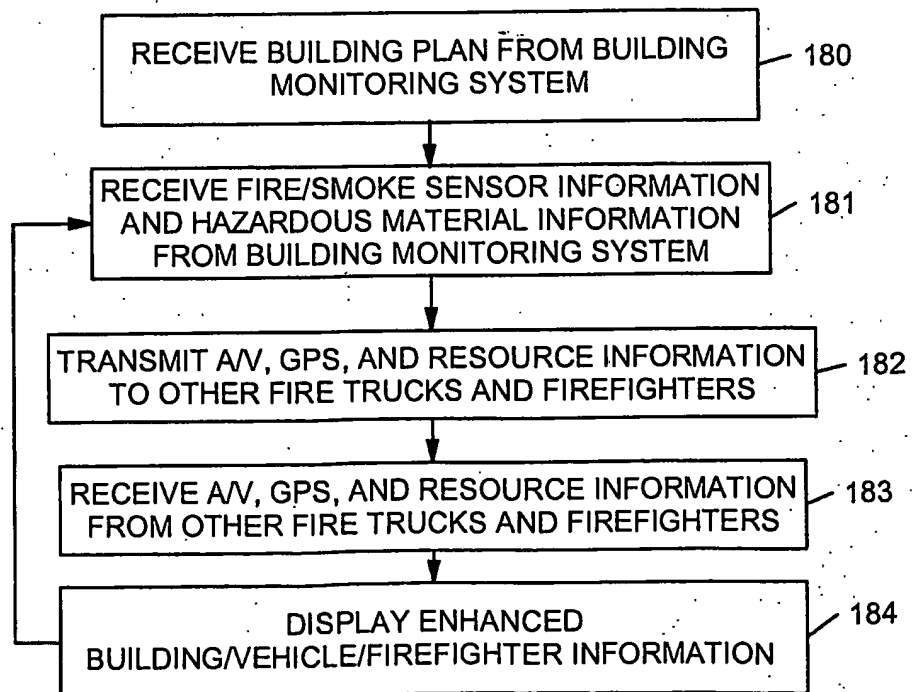 RECEIVE BUILDING PLAN FROM BUILDING
MONITORING SYSTEM
180
RECEIVE FIRE/SMOKE SENSOR INFORMATION
AND HAZARDOUS MATERIAL INFORMATION
FROM BUILDING MONITORING SYSTEM
181
TRANSMIT A/V, GPS, AND RESOURCE INFORMATION
TO OTHER FIRE TRUCKS AND FIREFIGHTERS
182
RECEIVE A/V, GPS, AND RESOURCE INFORMATION
FROM OTHER FIRE TRUCKS AND FIREFIGHTERS
183
DISPLAY ENHANCED
BUILDING/VEHICLE/FIREFIGHTER INFORMATION
184